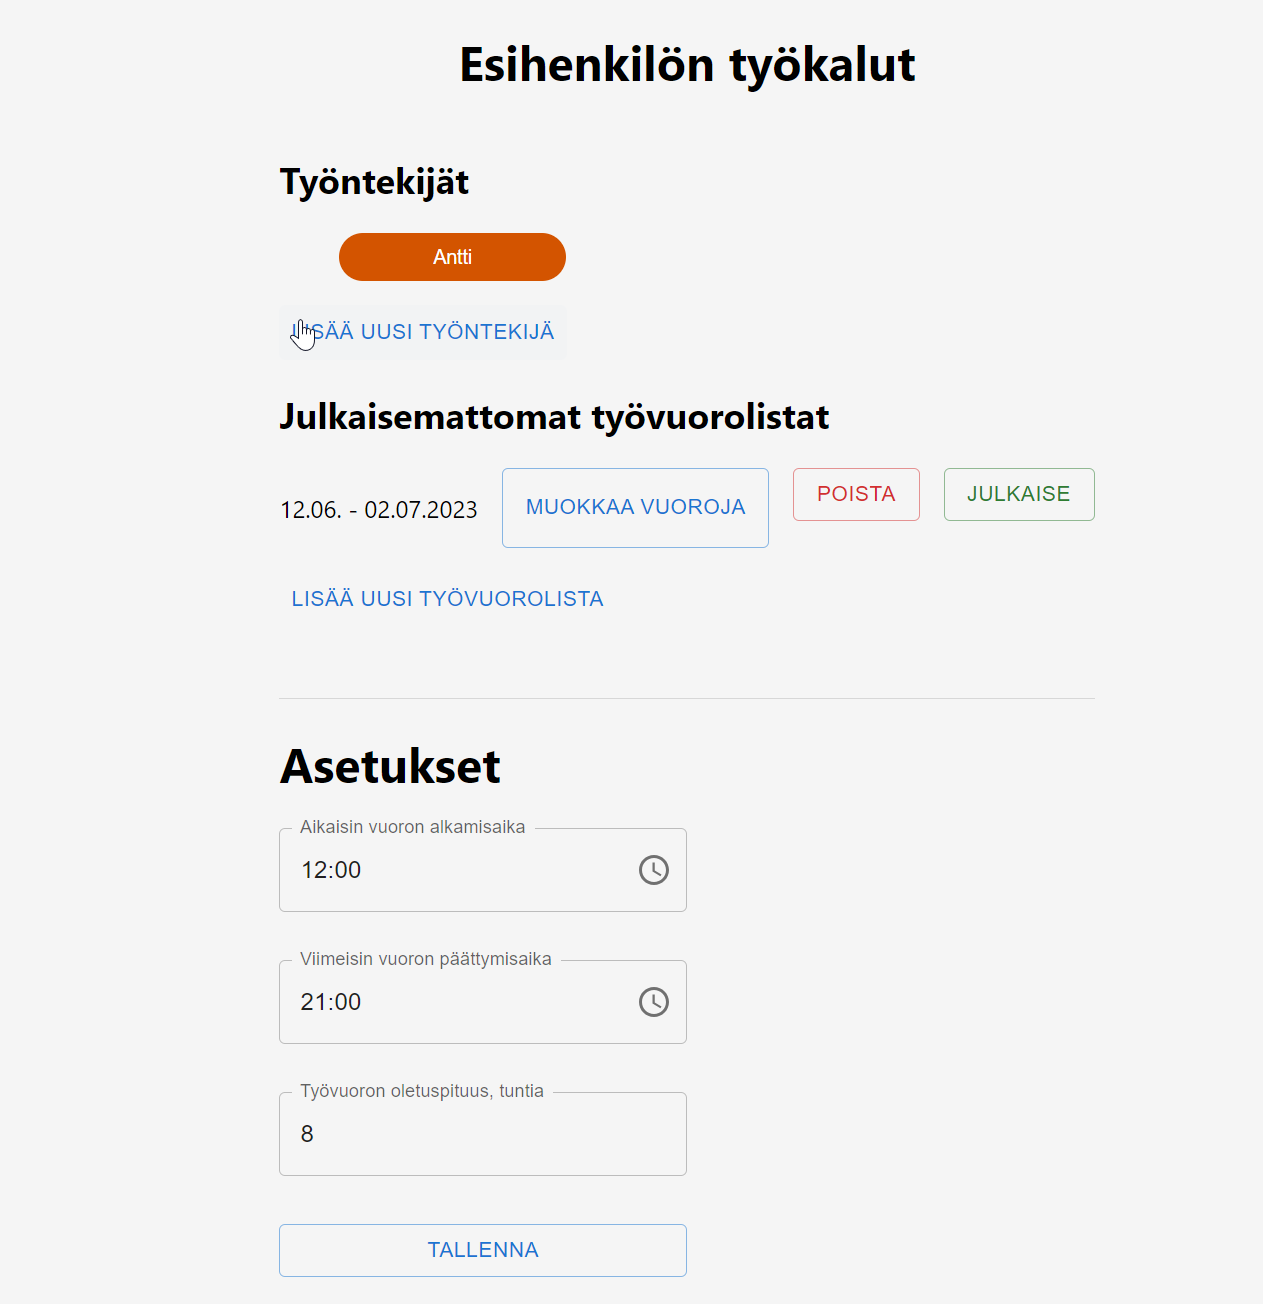 Esihenkilön työkalut
Työntekijät
Antti
LISÄÄ UUSI TYÖNTEKIJÄ
Julkaisemattomat työvuorolistat
12.06. - 02.07.2023 MUOKKAA VUOROJA POISTA JULKAISE
LISÄÄ UUSI TYÖVUOROLISTA
Asetukset
Aikaisin vuoron alkamisaika
12:00
Viimeisin vuoron päättymisaika
21:00
Työvuoron oletuspituus, tuntia
8
TALLENNA